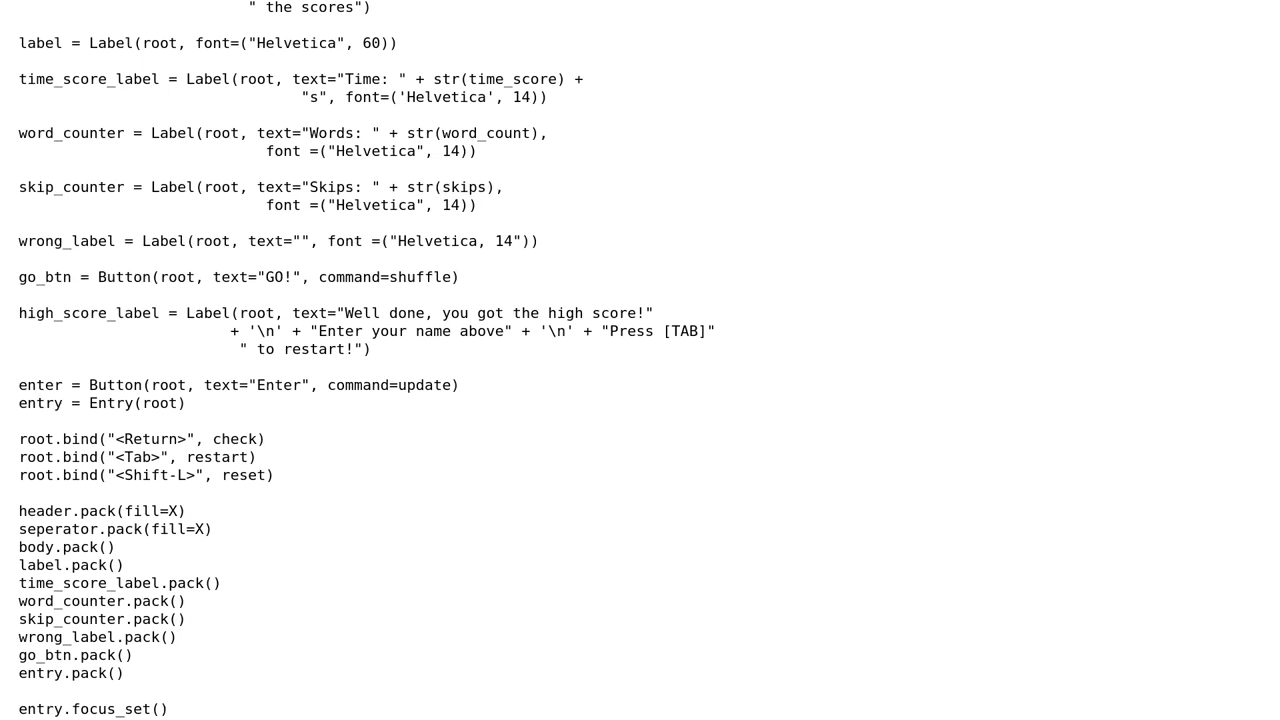 " the scores")
label = Label(root, font=("Helvetica", 60))
time_score_label = Label(root, text="Time: " + str(time_score) +
"s", font=('Helvetica', 14))
word_counter = Label(root, text="Words: " + str(word_count),
font =("Helvetica", 14))
skip_counter = Label(root, text="Skips: " + str(skips),
font =("Helvetica", 14))
wrong_label = Label(root, text="", font =("Helvetica, 14"))
go_btn = Button(root, text="GO!", command=shuffle)
high_score_label = Label(root, text="Well done, you got the high score!"
+ '\n' + "Enter your name above" + '\n' + "Press [TAB]"
" to restart!")
enter = Button(root, text="Enter", command=update)
entry = Entry(root)
root.bind("<Return>", check)
root.bind("<Tab>", restart)
root.bind("<Shift-L>", reset)
header.pack(fill=X)
seperator.pack(fill=X)
body.pack()
label.pack()
time_score_label.pack()
word_counter.pack()
skip_counter.pack()
wrong_label.pack()
go_btn.pack()
entry.pack()
entry.focus_set()